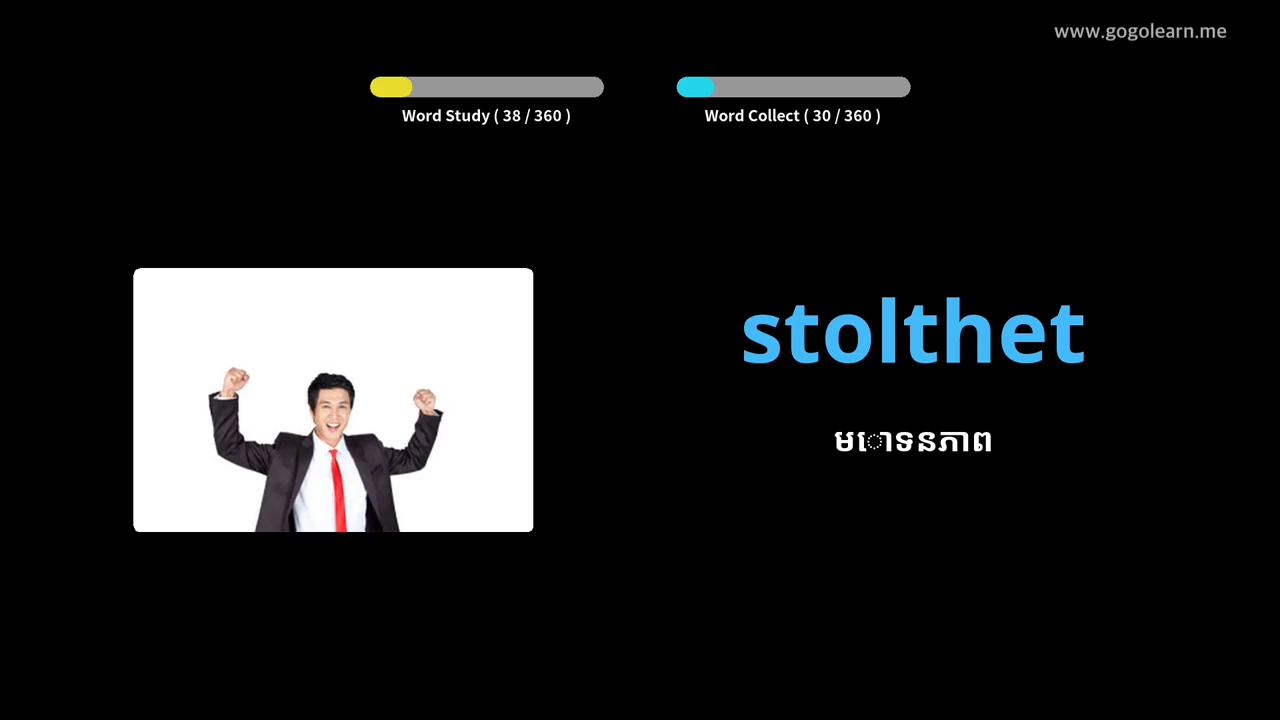 www.gogolearn.me
Word Study ( 38 / 360 )
Word Collect ( 30 / 360 )
stolthet
មោទនភាព